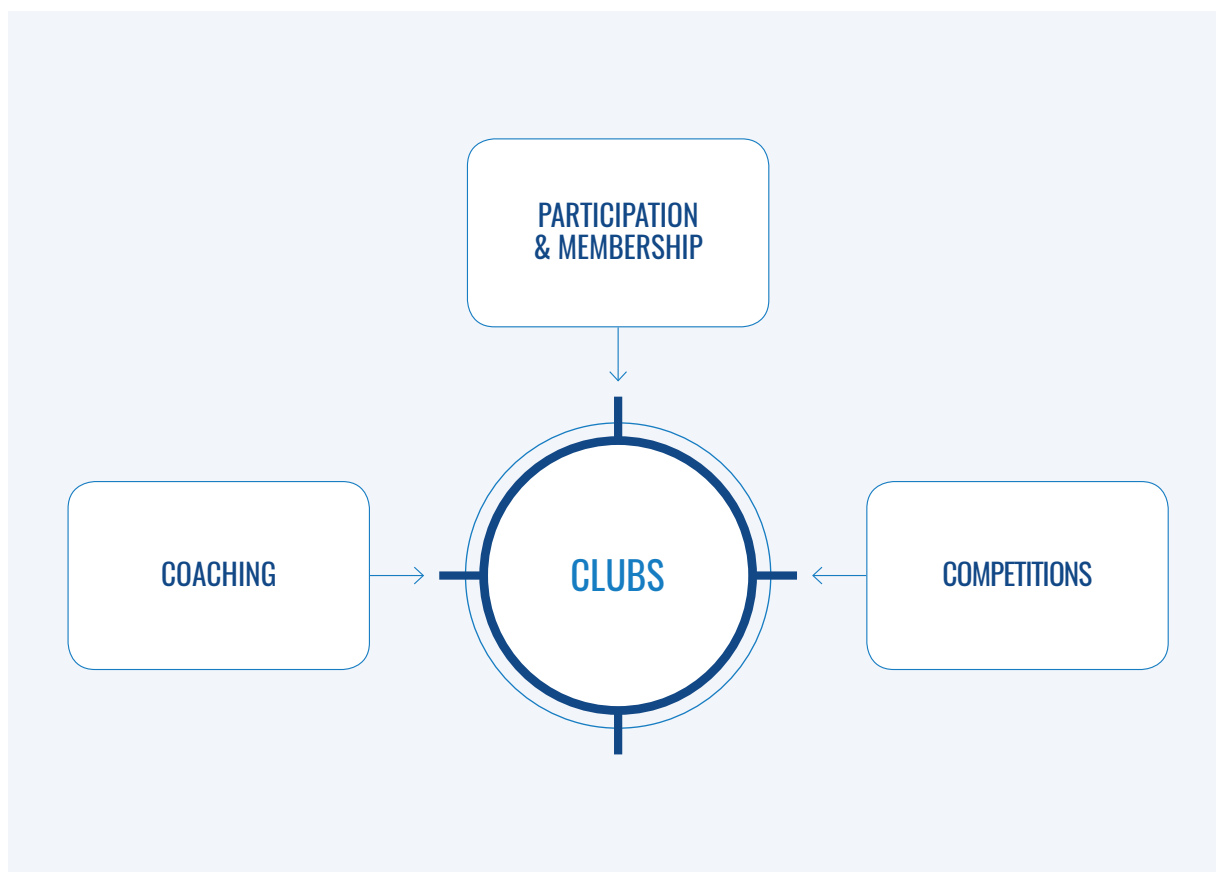 PARTICIPATION
& MEMBERSHIP
COACHING
CLUBS
COMPETITIONS